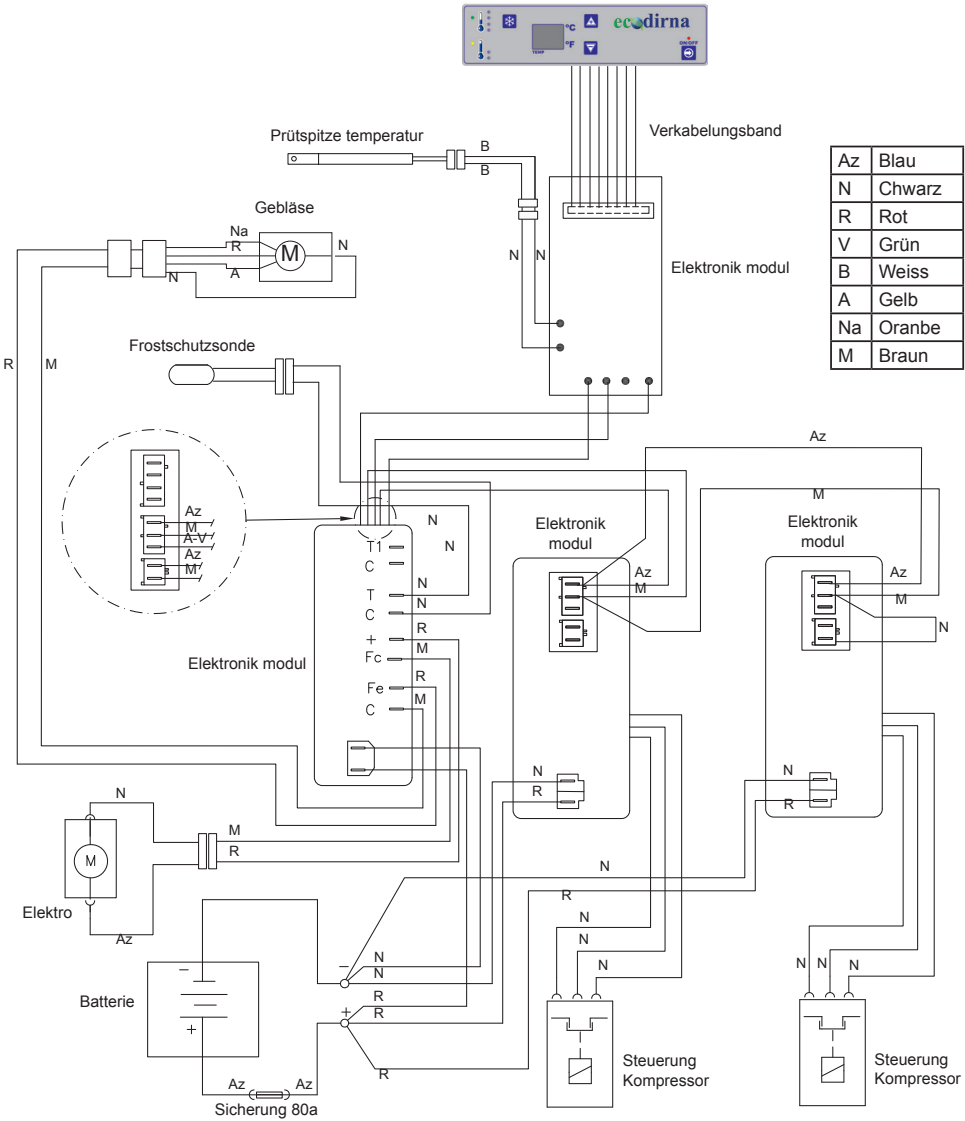 °C
°F
TEMP
ecodirna
ON/OFF
Verkabelungsband
Prütspitze temperatur
B
B
Az Blau
N Chwarz
R Rot
V Grün
B Weiss
A Gelb
Na Oranbe
M Braun
Gebläse
Na
R
A
N
M
N
N
N
Elektronik modul
R
M
Frostschutzsonde
Az
M
A-V
Az
M
Az
M
N
N
T1
C
T
C
+
Fc
Fe
C
N
N
R
M
R
M
Elektronik modul
Elektronik
modul
Az
M
Elektronik
modul
Az
M
N
N
R
N
R
N
M
Elektro
Az
M
R
N
R
Batterie
−
+
−
N
N
+
R
R
R
Az
Az
Sicherung 80a
N
N
N
Steuerung
Kompressor
N
N
N
Steuerung
Kompressor